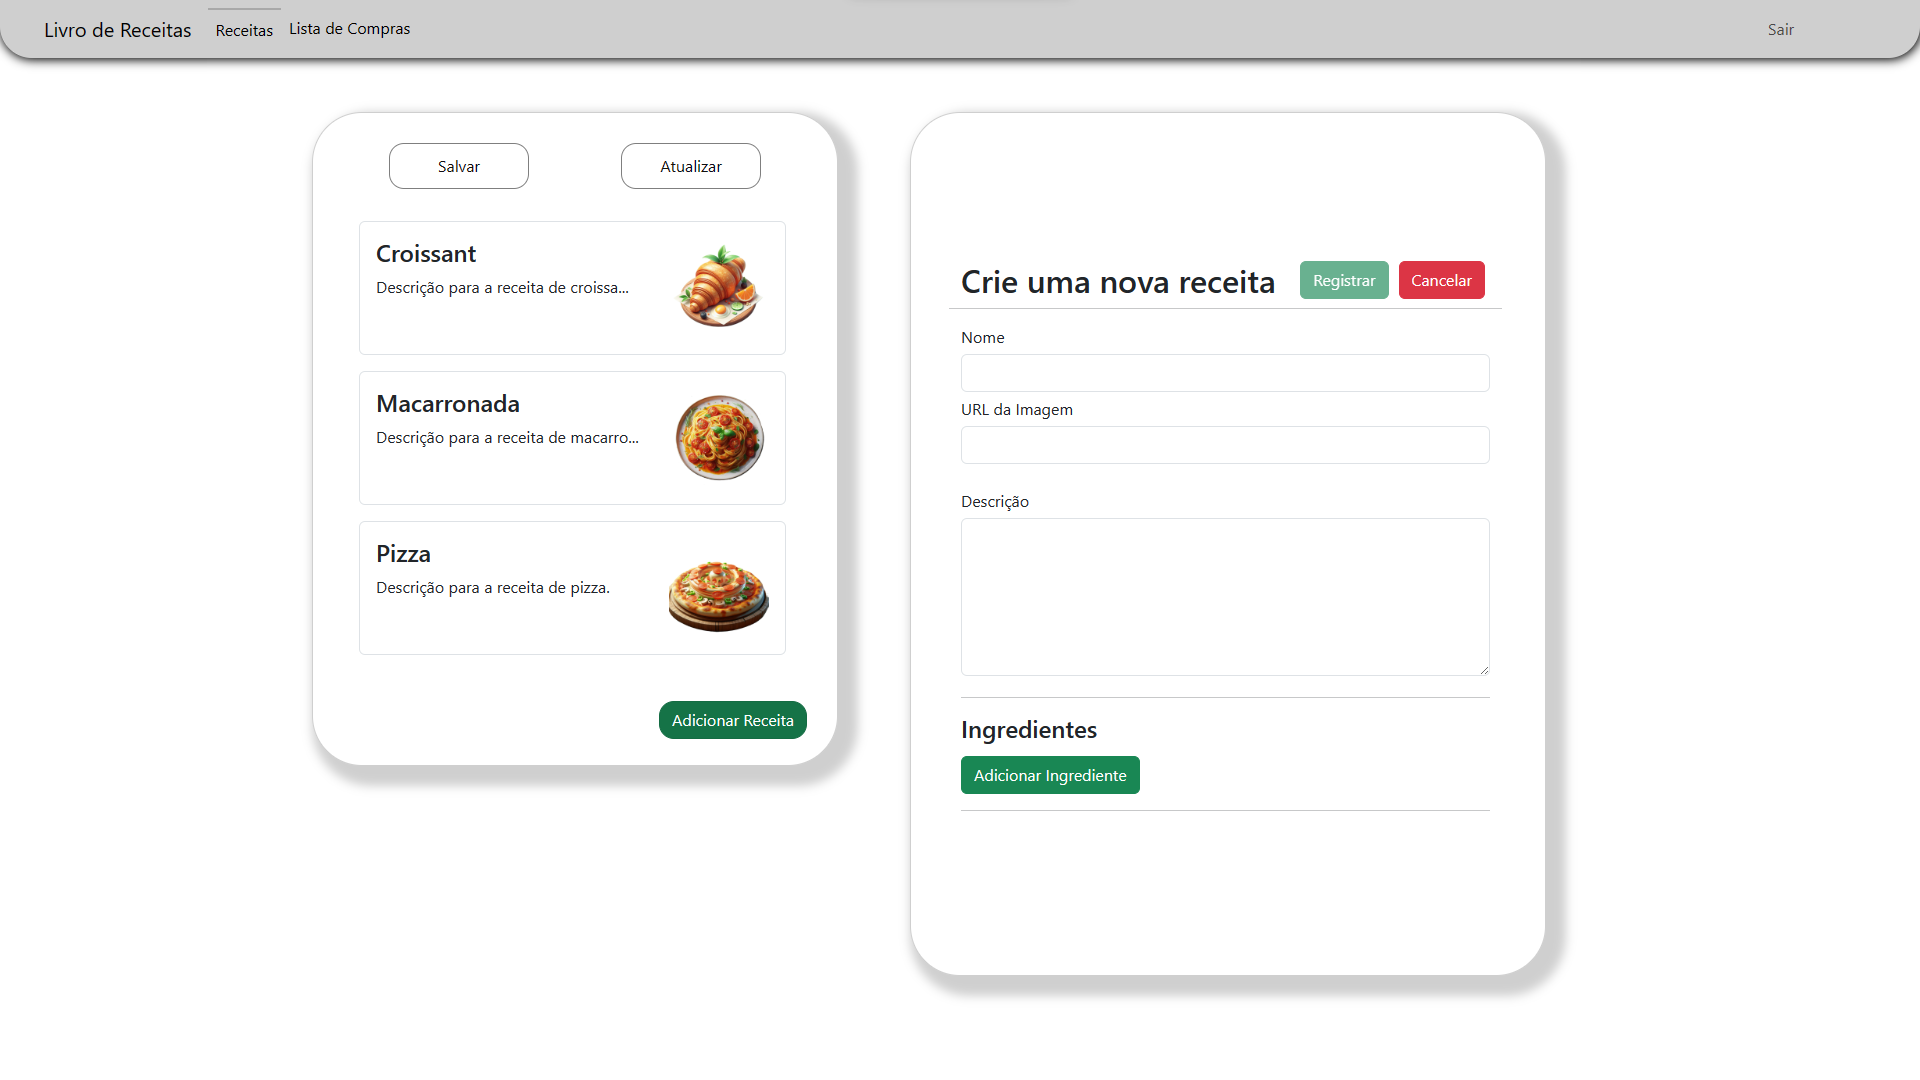 Livro de Receitas Receitas Lista de Compras Sair
Salvar Atualizar
Croissant
Descrição para a receita de croissa...
Macarronada
Descrição para a receita de macarro...
Pizza
Descrição para a receita de pizza.
Adicionar Receita
Crie uma nova receita Registrar Cancelar
Nome
URL da Imagem
Descrição
Ingredientes
Adicionar Ingrediente